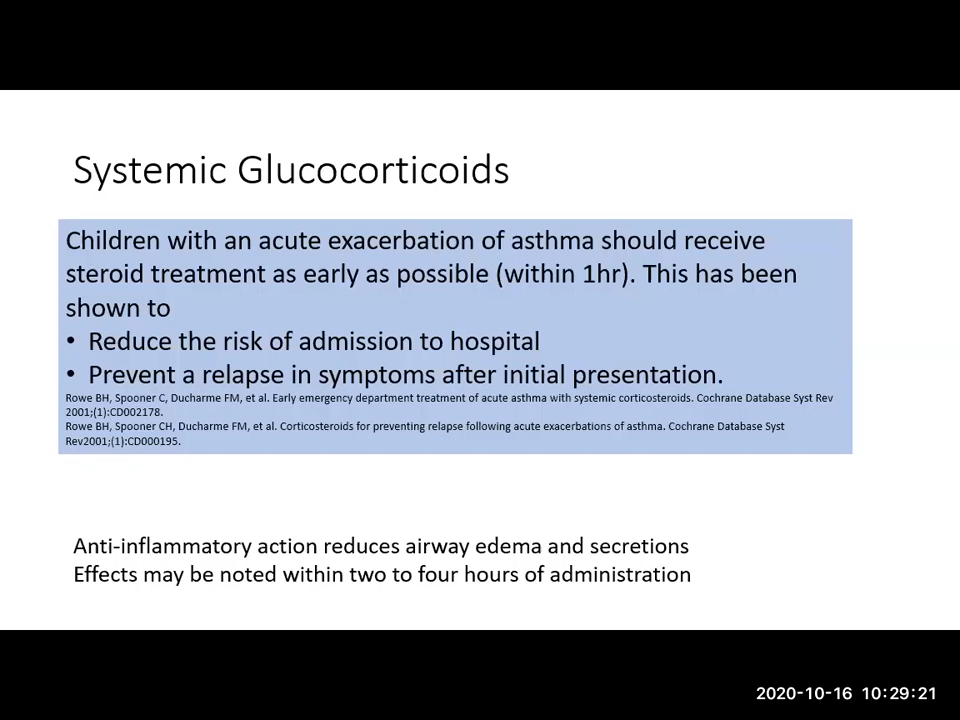 Systemic Glucocorticoids
Children with an acute exacerbation of asthma should receive
steroid treatment as early as possible (within 1hr). This has been
shown to
• Reduce the risk of admission to hospital
• Prevent a relapse in symptoms after initial presentation.
Rowe BH, Spooner C, Ducharme FM, et al. Early emergency department treatment of acute asthma with systemic corticosteroids. Cochrane Database Syst Rev
2001;(1):CD002178.
Rowe BH, Spooner CH, Ducharme FM, et al. Corticosteroids for preventing relapse following acute exacerbations of asthma. Cochrane Database Syst
Rev2001;(1):CD000195.
Anti-inflammatory action reduces airway edema and secretions
Effects may be noted within two to four hours of administration
2020-10-16 10:29:21